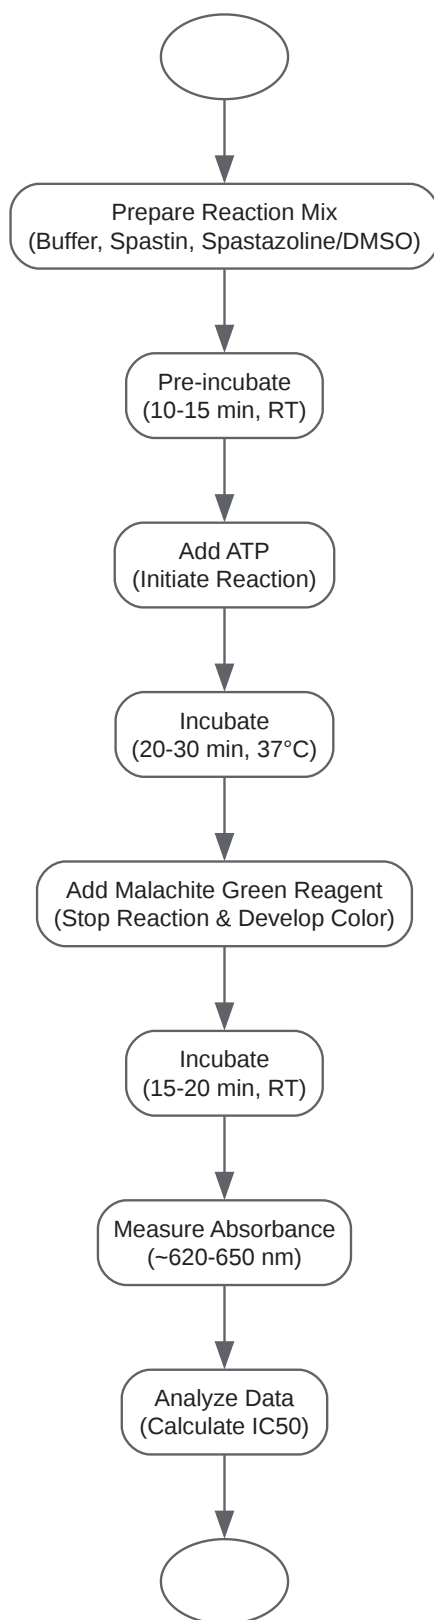 Prepare Reaction Mix
(Buffer, Spastin, Spastazoline/DMSO)
Pre-incubate
(10-15 min, RT)
Add ATP
(Initiate Reaction)
Incubate
(20-30 min, 37°C)
Add Malachite Green Reagent
(Stop Reaction & Develop Color)
Incubate
(15-20 min, RT)
Measure Absorbance
(~620-650 nm)
Analyze Data
(Calculate IC50)